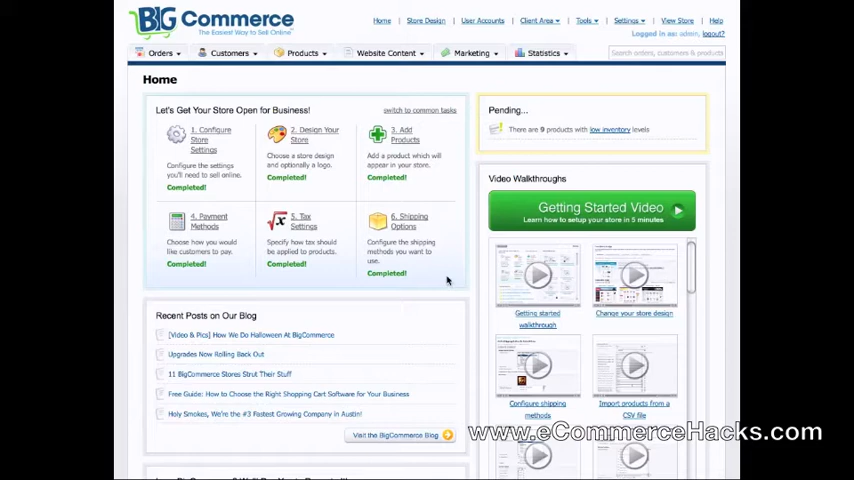 BIG Commerce
The Easiest Way to Sell Online
Home Store Design User Accounts Client Area Tools Settings View Store Help
Logged in as: admin, logout?
Orders Customers Products Website Content Marketing Statistics
Search orders, customers & products
Home
Let's Get Your Store Open for Business!
switch to common tasks
1. Configure
Store
Settings
Configure the settings
you'll need to sell online.
Completed!
2. Design Your
Store
Choose a store design
and optionally a logo.
Completed!
3. Add
Products
Add a product which will
appear in your store.
Completed!
4. Payment
Methods
Choose how you would
like customers to pay.
Completed!
5. Tax
Settings
Specify how tax should
be applied to products.
Completed!
6. Shipping
Options
Configure the shipping
methods you want to
use.
Completed!
Pending...
There are 9 products with low inventory levels
Video Walkthroughs
Getting Started Video
Learn how to setup your store in 5 minutes
Getting started
walkthrough
Change your store design
Configure shipping
methods
Import products from a
CSV file
Recent Posts on Our Blog
[Video & Pics] How We Do Halloween At BigCommerce
Upgrades Now Rolling Back Out
11 BigCommerce Stores Strut Their Stuff
Free Guide: How to Choose the Right Shopping Cart Software for Your Business
Holy Smokes, We're the #3 Fastest Growing Company in Austin!
Visit the BigCommerce Blog
www.eCommerceHacks.com